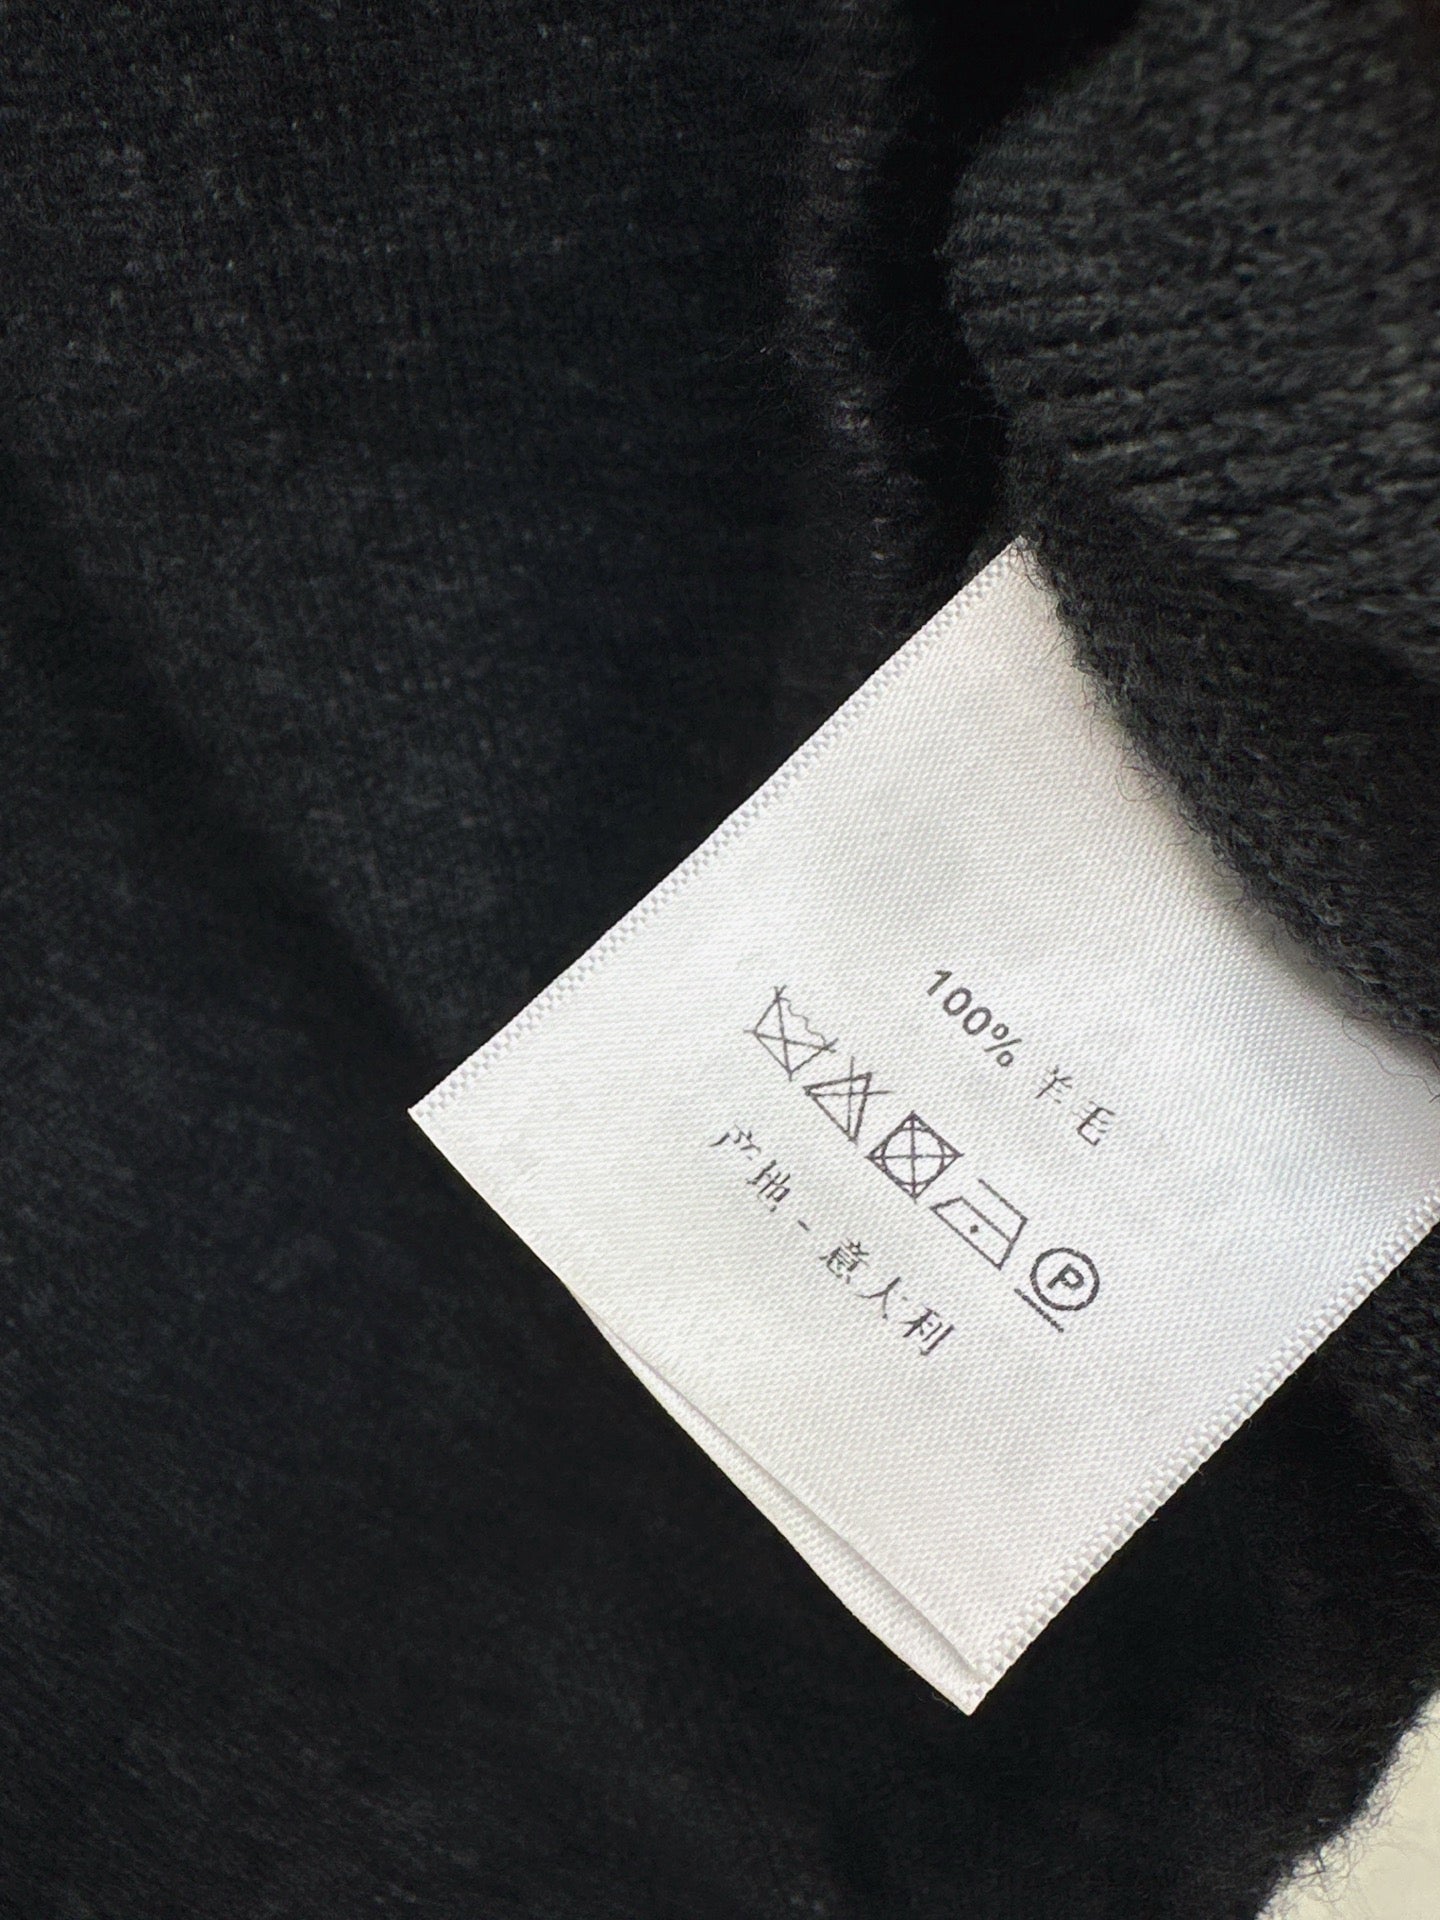 100% 羊毛
P
产地 - 意大利